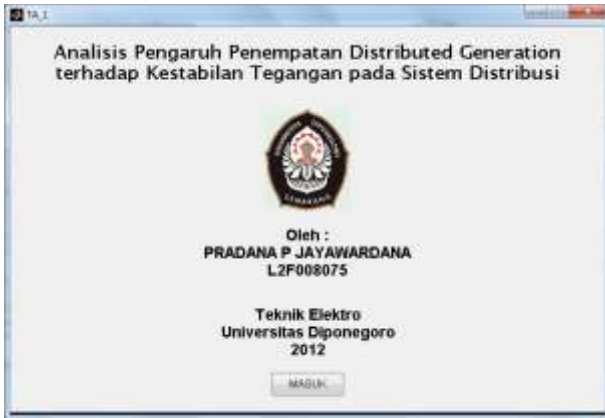 TA_1
Analisis Pengaruh Penempatan Distributed Generation
terhadap Kestabilan Tegangan pada Sistem Distribusi
SEMARANG
Oleh :
PRADANA P JAYAWARDANA
L2F008075
Teknik Elektro
Universitas Diponegoro
2012
MASUK